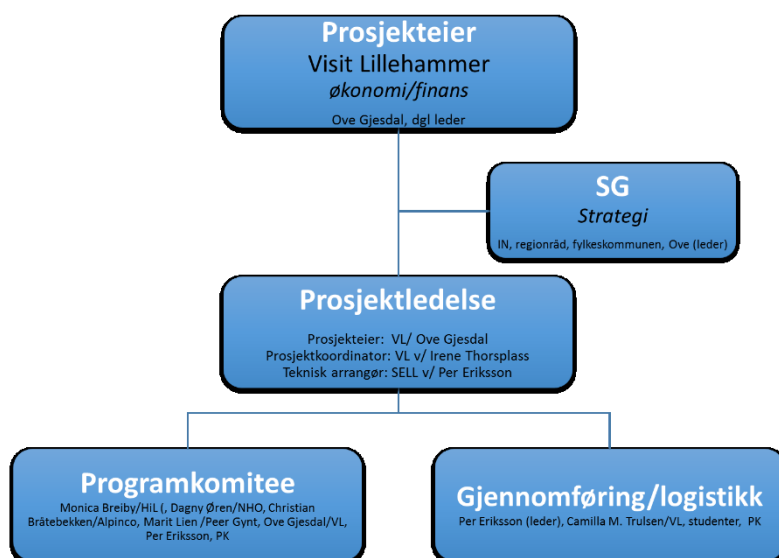 Prosjekteier
Visit Lillehammer
økonomi/finans
Ove Gjesdal, dgl leder
SG
Strategi
IN, regionråd, fylkeskommunen, Ove (leder)
Prosjektledelse
Prosjekteier: VL/ Ove Gjesdal
Prosjektkoordinator: VL v/ Irene Thorsplass
Teknisk arrangør: SELL v/ Per Eriksson
Programkomitee
Monica Breiby/HiL (, Dagny Øren/NHO, Christian
Bråtebekken/Alpinco, Marit Lien /Peer Gynt, Ove Gjesdal/VL,
Per Eriksson, PK
Gjennomføring/logistikk
Per Eriksson (leder), Camilla M. Trulsen/VL, studenter, PK